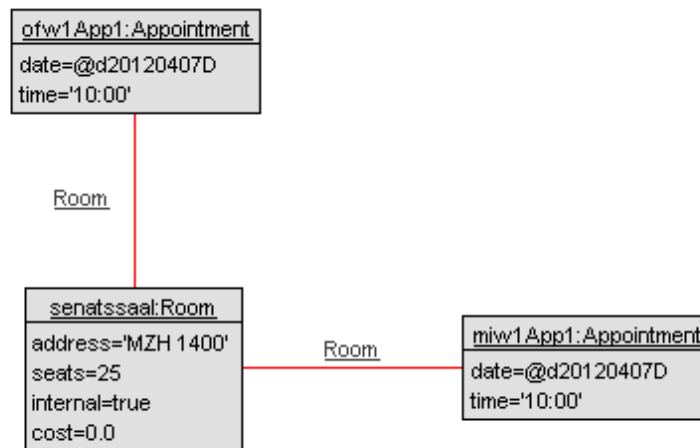 ofw1App1:Appointment
date=@d20120407D
time='10:00'
Room
senatssaal:Room
address='MZH 1400'
seats=25
internal=true
cost=0.0
Room
miw1App1:Appointment
date=@d20120407D
time='10:00'